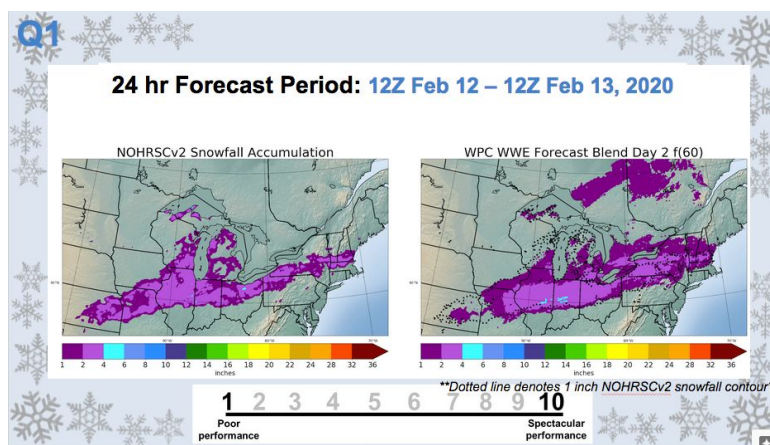 Q1
24 hr Forecast Period: 12Z Feb 12 – 12Z Feb 13, 2020
NOHRSCv2 Snowfall Accumulation
WPC WWE Forecast Blend Day 2 f(60)
1 2 4 6 8 10 12 14 16 18 20 22 24 28 32 36
inches
1 2 4 6 8 10 12 14 16 18 20 22 24 28 32 36
inches
**Dotted line denotes 1 inch NOHRSCv2 snowfall contour*
1 2 3 4 5 6 7 8 9 10
Poor
performance
Spectacular
performance